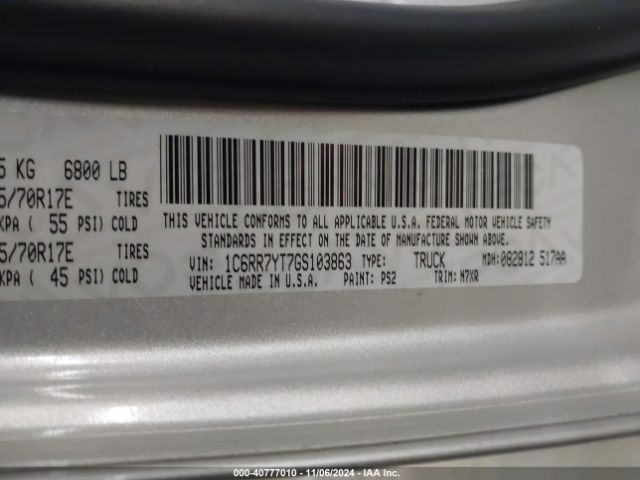 5 KG 6800 LB
5/70R17E TIRES
KPA ( 55 PSI) COLD
5/70R17E TIRES
KPA ( 45 PSI) COLD
THIS VEHICLE CONFORMS TO ALL APPLICABLE U.S.A. FEDERAL MOTOR VEHICLE SAFETY
STANDARDS IN EFFECT ON THE DATE OF MANUFACTURE SHOWN ABOVE.
VIN: 1C6RR7YT7GS103863 TYPE: TRUCK MDH: 082812 517AA
VEHICLE MADE IN U.S.A. PAINT: PS2 TRIM: N7XR
000-40777010 - 11/06/2024 - IAA Inc.